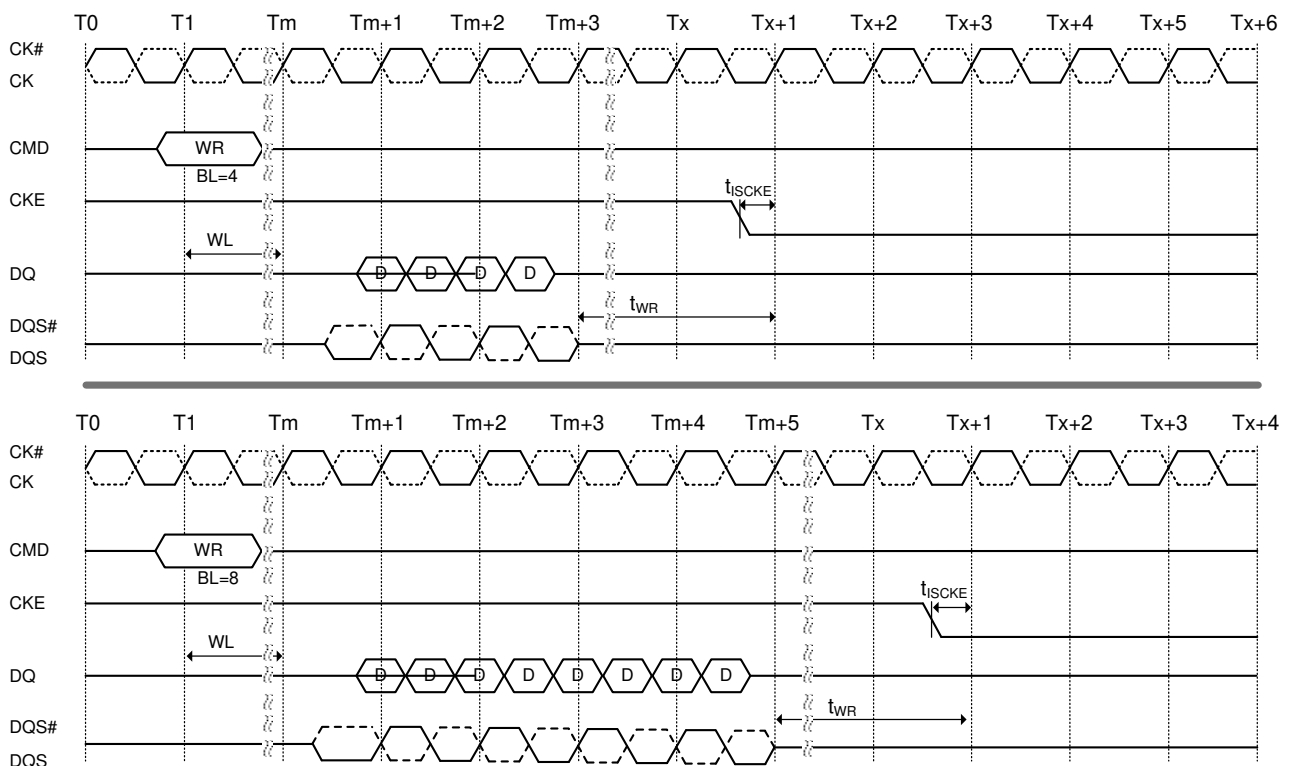 T0 T1 Tm Tm+1 Tm+2 Tm+3 Tx Tx+1 Tx+2 Tx+3 Tx+4 Tx+5 Tx+6
CK#
CK
CMD WR
BL=4
CKE tISCKE
WL
DQ D D D D
tWR
DQS#
DQS
T0 T1 Tm Tm+1 Tm+2 Tm+3 Tm+4 Tm+5 Tx Tx+1 Tx+2 Tx+3 Tx+4
CK#
CK
CMD WR
BL=8
CKE tISCKE
WL
DQ D D D D D D D D
tWR
DQS#
DQS